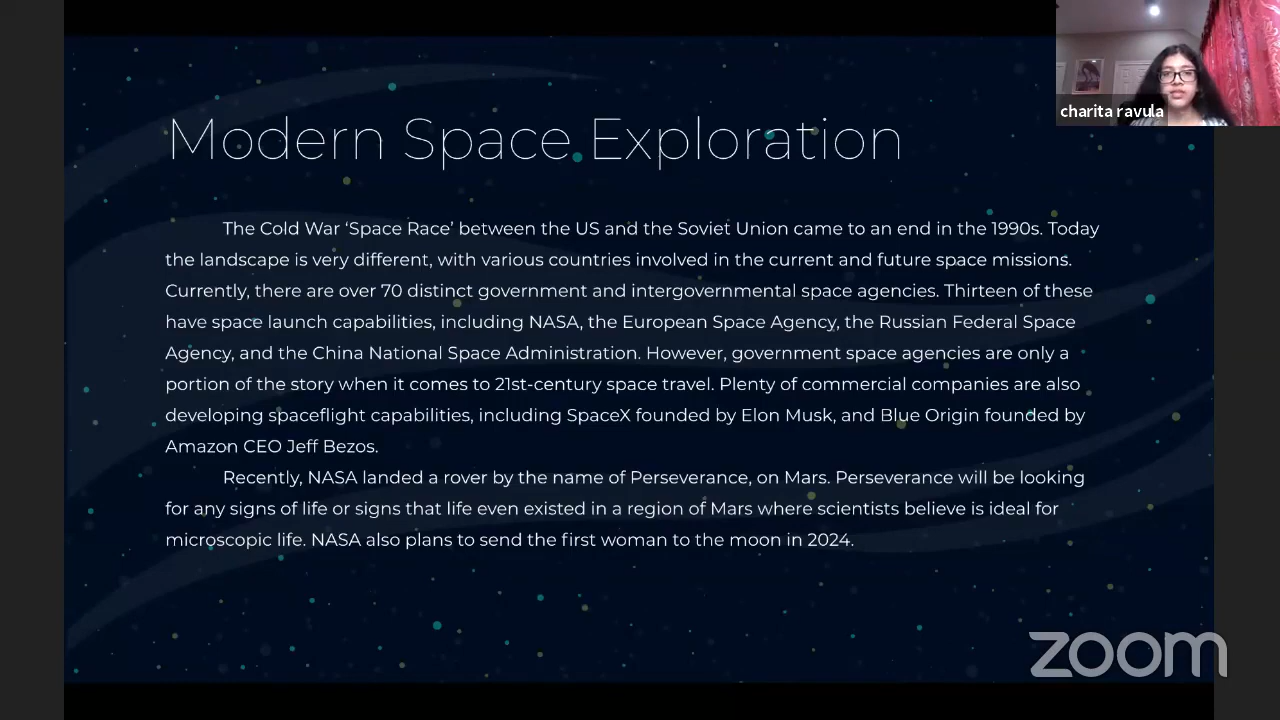 charita ravula
Modern Space Exploration
The Cold War ‘Space Race’ between the US and the Soviet Union came to an end in the 1990s. Today
the landscape is very different, with various countries involved in the current and future space missions.
Currently, there are over 70 distinct government and intergovernmental space agencies. Thirteen of these
have space launch capabilities, including NASA, the European Space Agency, the Russian Federal Space
Agency, and the China National Space Administration. However, government space agencies are only a
portion of the story when it comes to 21st-century space travel. Plenty of commercial companies are also
developing spaceflight capabilities, including SpaceX founded by Elon Musk, and Blue Origin founded by
Amazon CEO Jeff Bezos.
Recently, NASA landed a rover by the name of Perseverance, on Mars. Perseverance will be looking
for any signs of life or signs that life even existed in a region of Mars where scientists believe is ideal for
microscopic life. NASA also plans to send the first woman to the moon in 2024.
zoom